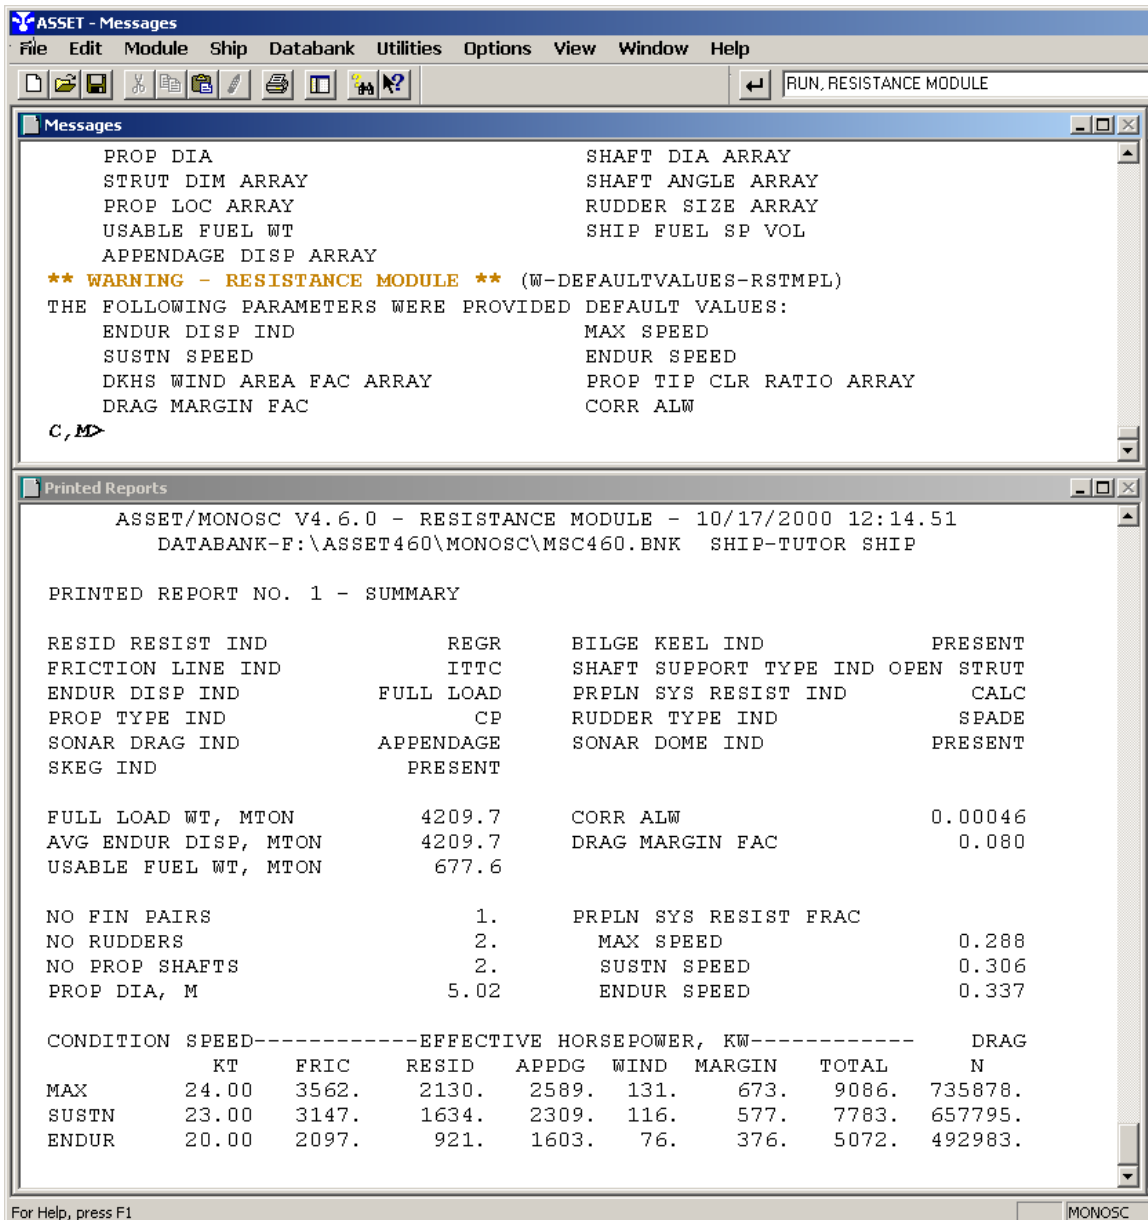 ASSET - Messages
File Edit Module Ship Databank Utilities Options View Window Help
RUN, RESISTANCE MODULE
Messages
PROP DIA SHAFT DIA ARRAY
STRUT DIM ARRAY SHAFT ANGLE ARRAY
PROP LOC ARRAY RUDDER SIZE ARRAY
USABLE FUEL WT SHIP FUEL SP VOL
APPENDAGE DISP ARRAY
** WARNING - RESISTANCE MODULE ** (W-DEFAULTVALUES-RSTMPL)
THE FOLLOWING PARAMETERS WERE PROVIDED DEFAULT VALUES:
ENDUR DISP IND MAX SPEED
SUSTN SPEED ENDUR SPEED
DKHS WIND AREA FAC ARRAY PROP TIP CLR RATIO ARRAY
DRAG MARGIN FAC CORR ALW
C,M>
Printed Reports
ASSET/MONOSC V4.6.0 - RESISTANCE MODULE - 10/17/2000 12:14.51
DATABANK-F:\ASSET460\MONOSC\MSC460.BNK SHIP-TUTOR SHIP
PRINTED REPORT NO. 1 - SUMMARY
RESID RESIST IND REGR BILGE KEEL IND PRESENT
FRICTION LINE IND ITTC SHAFT SUPPORT TYPE IND OPEN STRUT
ENDUR DISP IND FULL LOAD PRPLN SYS RESIST IND CALC
PROP TYPE IND CP RUDDER TYPE IND SPADE
SONAR DRAG IND APPENDAGE SONAR DOME IND PRESENT
SKEG IND PRESENT
FULL LOAD WT, MTON 4209.7 CORR ALW 0.00046
AVG ENDUR DISP, MTON 4209.7 DRAG MARGIN FAC 0.080
USABLE FUEL WT, MTON 677.6
NO FIN PAIRS 1. PRPLN SYS RESIST FRAC
NO RUDDERS 2. MAX SPEED 0.288
NO PROP SHAFTS 2. SUSTN SPEED 0.306
PROP DIA, M 5.02 ENDUR SPEED 0.337
CONDITION SPEED------------EFFECTIVE HORSEPOWER, KW------------ DRAG
KT FRIC RESID APPDG WIND MARGIN TOTAL N
MAX 24.00 3562. 2130. 2589. 131. 673. 9086. 735878.
SUSTN 23.00 3147. 1634. 2309. 116. 577. 7783. 657795.
ENDUR 20.00 2097. 921. 1603. 76. 376. 5072. 492983.
For Help, press F1 MONOSC